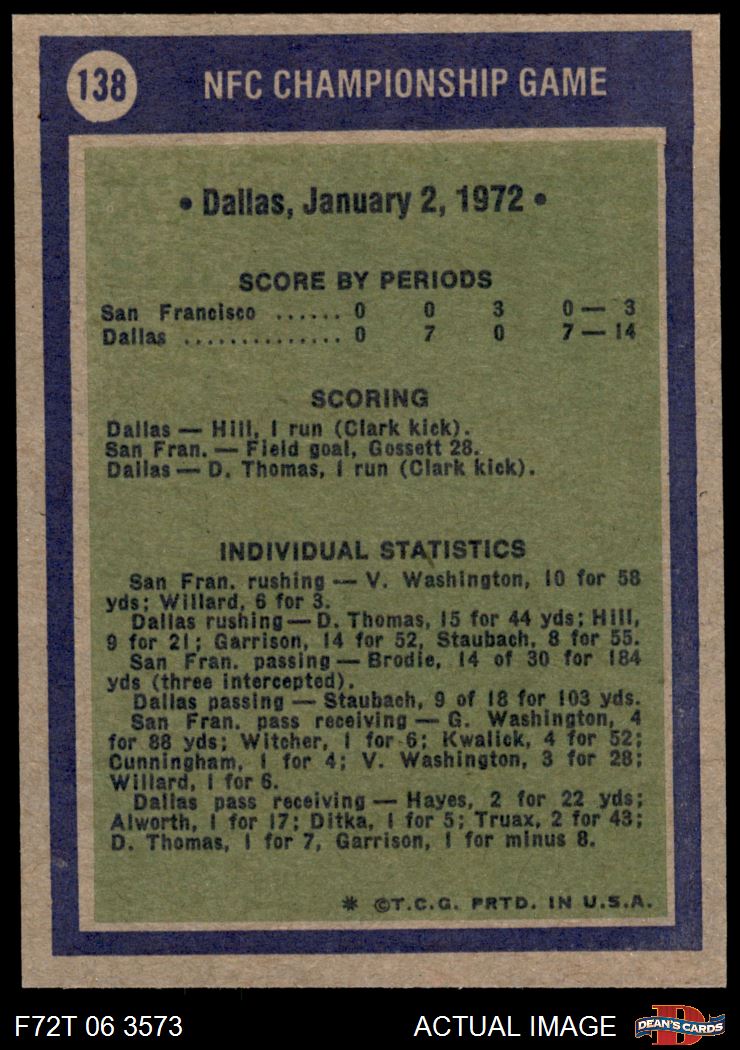 138
NFC CHAMPIONSHIP GAME
• Dallas, January 2, 1972 •
SCORE BY PERIODS
San Francisco ...... 0 0 3 0 — 3
Dallas .............. 0 7 0 7 — 14
SCORING
Dallas — Hill, 1 run (Clark kick).
San Fran. — Field goal, Gossett 28.
Dallas — D. Thomas, 1 run (Clark kick).
INDIVIDUAL STATISTICS
San Fran. rushing — V. Washington, 10 for 58
yds; Willard, 6 for 3.
Dallas rushing — D. Thomas, 15 for 44 yds; Hill,
9 for 21; Garrison, 14 for 52, Staubach, 8 for 55.
San Fran. passing — Brodie, 14 of 30 for 184
yds (three intercepted).
Dallas passing — Staubach, 9 of 18 for 103 yds.
San Fran. pass receiving — G. Washington, 4
for 88 yds; Witcher, 1 for 6; Kwalick, 4 for 52;
Cunningham, 1 for 4; V. Washington, 3 for 28;
Willard, 1 for 6.
Dallas pass receiving — Hayes, 2 for 22 yds;
Alworth, 1 for 17; Ditka, 1 for 5; Truax, 2 for 43;
D. Thomas, 1 for 7, Garrison, 1 for minus 8.
* ©T.C.G. PRTD. IN U.S.A.
F72T 06 3573 ACTUAL IMAGE
D
DEAN'S CARDS